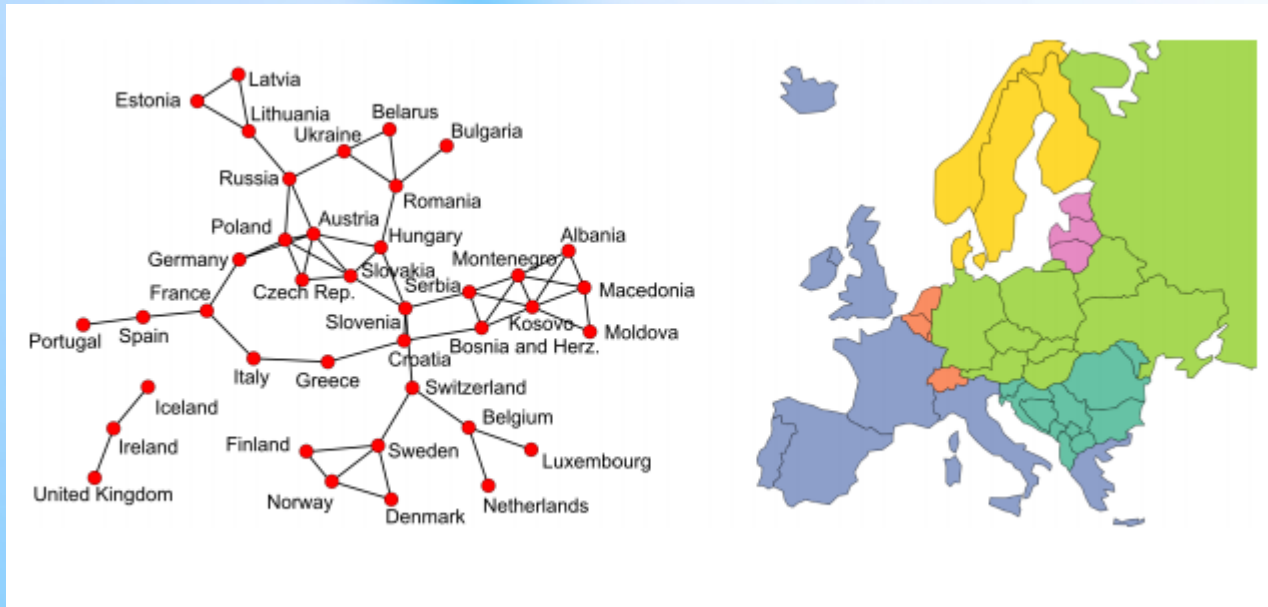 Latvia
Estonia
Lithuania
Belarus
Ukraine
Bulgaria
Russia
Romania
Poland
Austria
Hungary
Albania
Germany
Slovakia
Montenegro
Czech Rep.
Serbia
Macedonia
France
Slovenia
Kosovo
Moldova
Portugal
Spain
Croatia
Bosnia and Herz.
Italy
Greece
Switzerland
Iceland
Belgium
Ireland
Finland
Sweden
Luxembourg
United Kingdom
Norway
Netherlands
Denmark